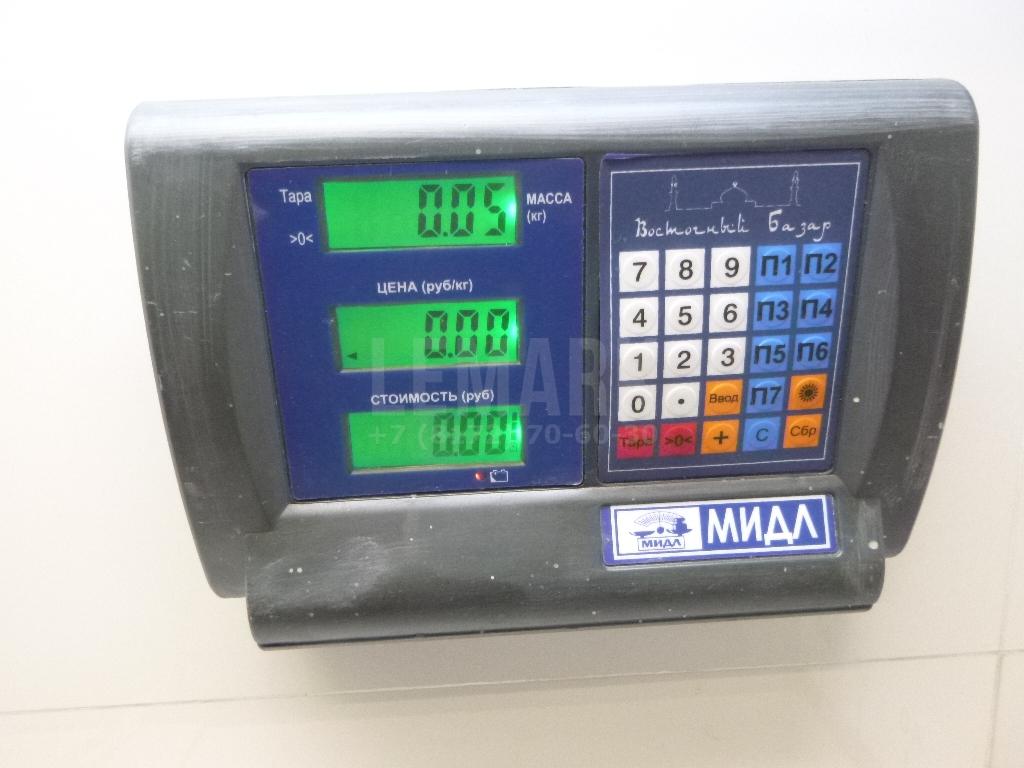 Тара
0.05
МАССА
(кг)
>0<
ЦЕНА (руб/кг)
0.00
СТОИМОСТЬ (руб)
0.00
Восточный Базар
7 8 9 П1 П2
4 5 6 П3 П4
1 2 3 П5 П6
0 . Ввод П7
Тара >0< + С Сбр
МИДЛ
МИДЛ